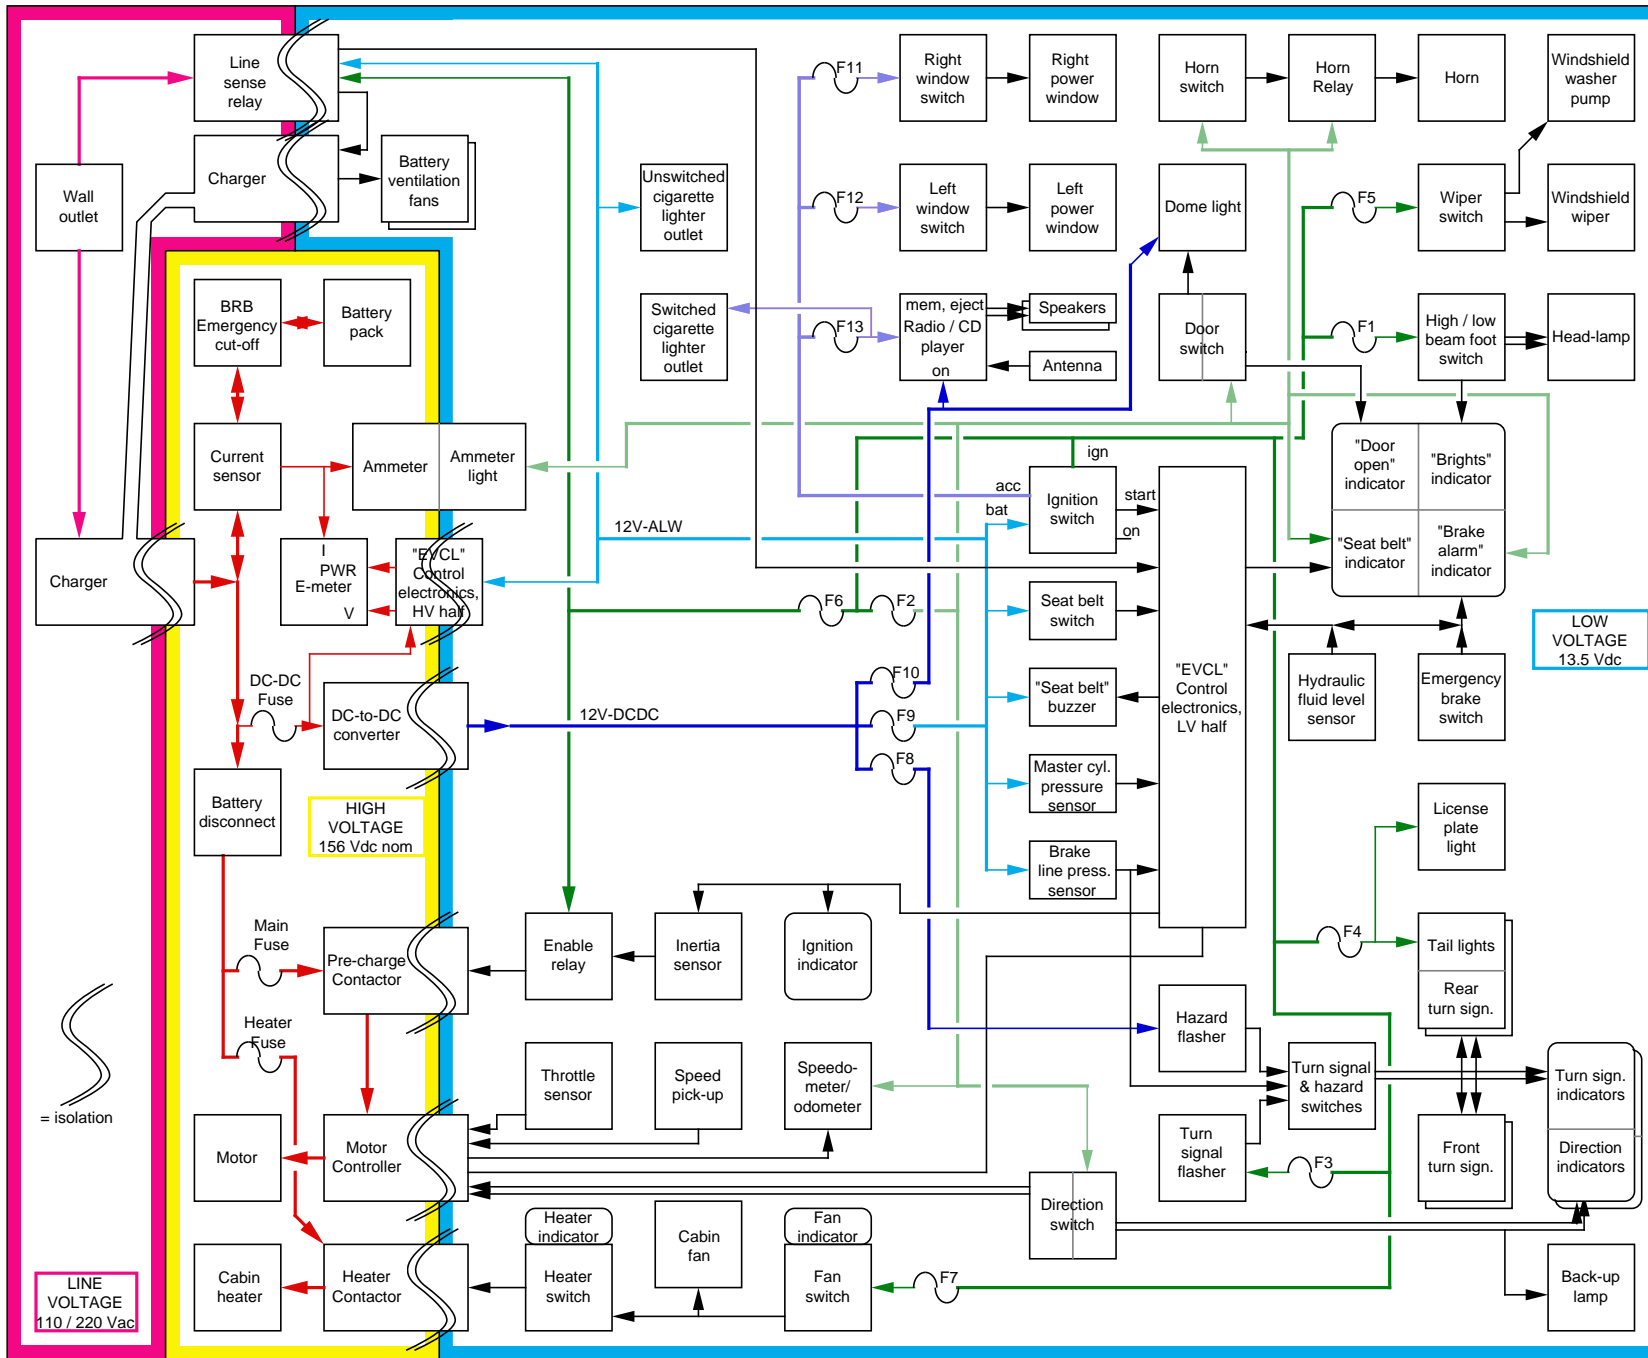 Line
sense
relay
F11
Right
window
switch
Right
power
window
Horn
switch
Horn
Relay
Horn
Windshield
washer
pump
Wall
outlet
Charger
Battery
ventilation
fans
Unswitched
cigarette
lighter
outlet
F12
Left
window
switch
Left
power
window
Dome light
F5
Wiper
switch
Windshield
wiper
BRB
Emergency
cut-off
Battery
pack
Switched
cigarette
lighter
outlet
F13
mem, eject
Radio / CD
player
on
Speakers
Antenna
Door
switch
F1
High / low
beam foot
switch
Head-lamp
Current
sensor
Ammeter
Ammeter
light
ign
acc
bat
Ignition
switch
start
on
"Door
open"
indicator
"Brights"
indicator
"Seat belt"
indicator
"Brake
alarm"
indicator
12V-ALW
Charger
I
PWR
E-meter
V
"EVCL"
Control
electronics,
HV half
F6
F2
Seat belt
switch
LOW
VOLTAGE
13.5 Vdc
DC-DC
Fuse
DC-to-DC
converter
12V-DCDC
F10
F9
F8
"Seat belt"
buzzer
"EVCL"
Control
electronics,
LV half
Hydraulic
fluid level
sensor
Emergency
brake
switch
Battery
disconnect
HIGH
VOLTAGE
156 Vdc nom
Master cyl.
pressure
sensor
License
plate
light
Brake
line press.
sensor
Main
Fuse
Pre-charge
Contactor
Enable
relay
Inertia
sensor
Ignition
indicator
F4
Tail lights
Rear
turn sign.
Heater
Fuse
Hazard
flasher
= isolation
Throttle
sensor
Speed
pick-up
Speedo-
meter/
odometer
Turn signal
& hazard
switches
Turn sign.
indicators
Motor
Motor
Controller
Turn
signal
flasher
F3
Front
turn sign.
Direction
indicators
Direction
switch
Heater
indicator
Cabin
fan
Fan
indicator
LINE
VOLTAGE
110 / 220 Vac
Cabin
heater
Heater
Contactor
Heater
switch
Fan
switch
F7
Back-up
lamp